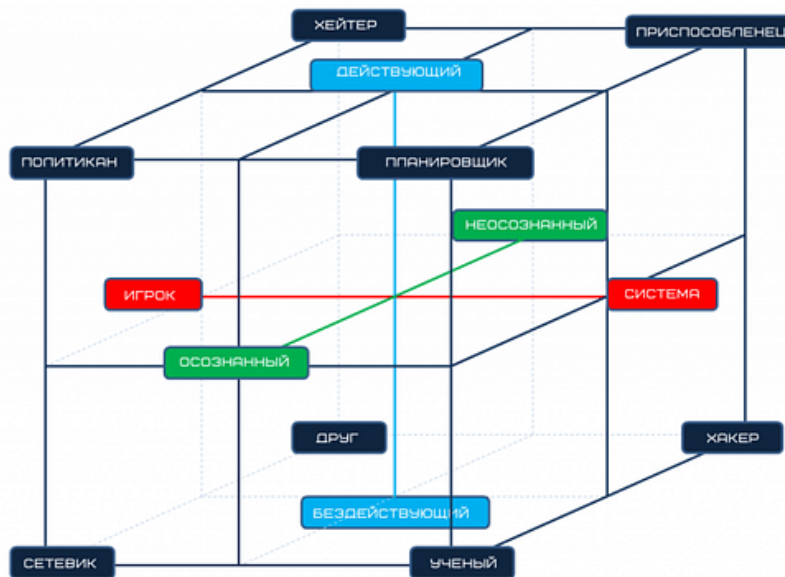 ХЕЙТЕР
ПРИСПОСОБЛЕНЕЦ
ДЕЙСТВУЮЩИЙ
ПОЛИТИКАН
ПЛАНИРОВЩИК
НЕОСОЗНАННЫЙ
ИГРОК
СИСТЕМА
ОСОЗНАННЫЙ
ДРУГ
ХАКЕР
БЕЗДЕЙСТВУЮЩИЙ
СЕТЕВИК
УЧЕНЫЙ